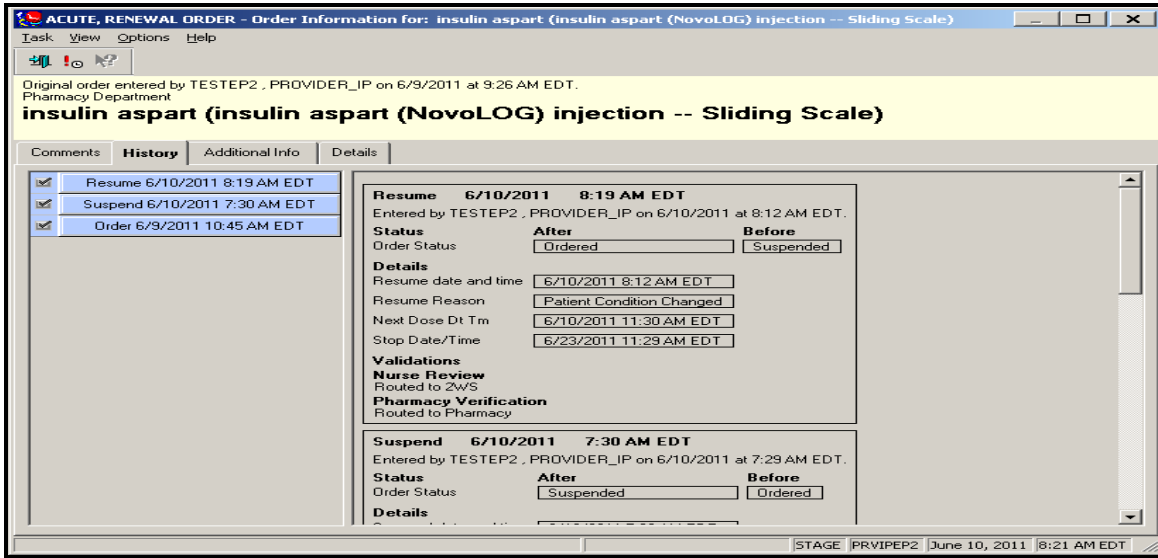 ACUTE, RENEWAL ORDER - Order Information for: insulin aspart (insulin aspart (NovoLOG) injection -- Sliding Scale)
Task View Options Help
Original order entered by TESTEP2 , PROVIDER_IP on 6/9/2011 at 9:26 AM EDT.
Pharmacy Department
insulin aspart (insulin aspart (NovoLOG) injection -- Sliding Scale)
Comments History Additional Info Details
Resume 6/10/2011 8:19 AM EDT
Suspend 6/10/2011 7:30 AM EDT
Order 6/9/2011 10:45 AM EDT
Resume 6/10/2011 8:19 AM EDT
Entered by TESTEP2 , PROVIDER_IP on 6/10/2011 at 8:12 AM EDT.
Status After Before
Order Status Ordered Suspended
Details
Resume date and time 6/10/2011 8:12 AM EDT
Resume Reason Patient Condition Changed
Next Dose Dt Tm 6/10/2011 11:30 AM EDT
Stop Date/Time 6/23/2011 11:29 AM EDT
Validations
Nurse Review
Routed to 2WS
Pharmacy Verification
Routed to Pharmacy
Suspend 6/10/2011 7:30 AM EDT
Entered by TESTEP2 , PROVIDER_IP on 6/10/2011 at 7:29 AM EDT.
Status After Before
Order Status Suspended Ordered
Details
STAGE PRVIPEP2 June 10, 2011 8:21 AM EDT